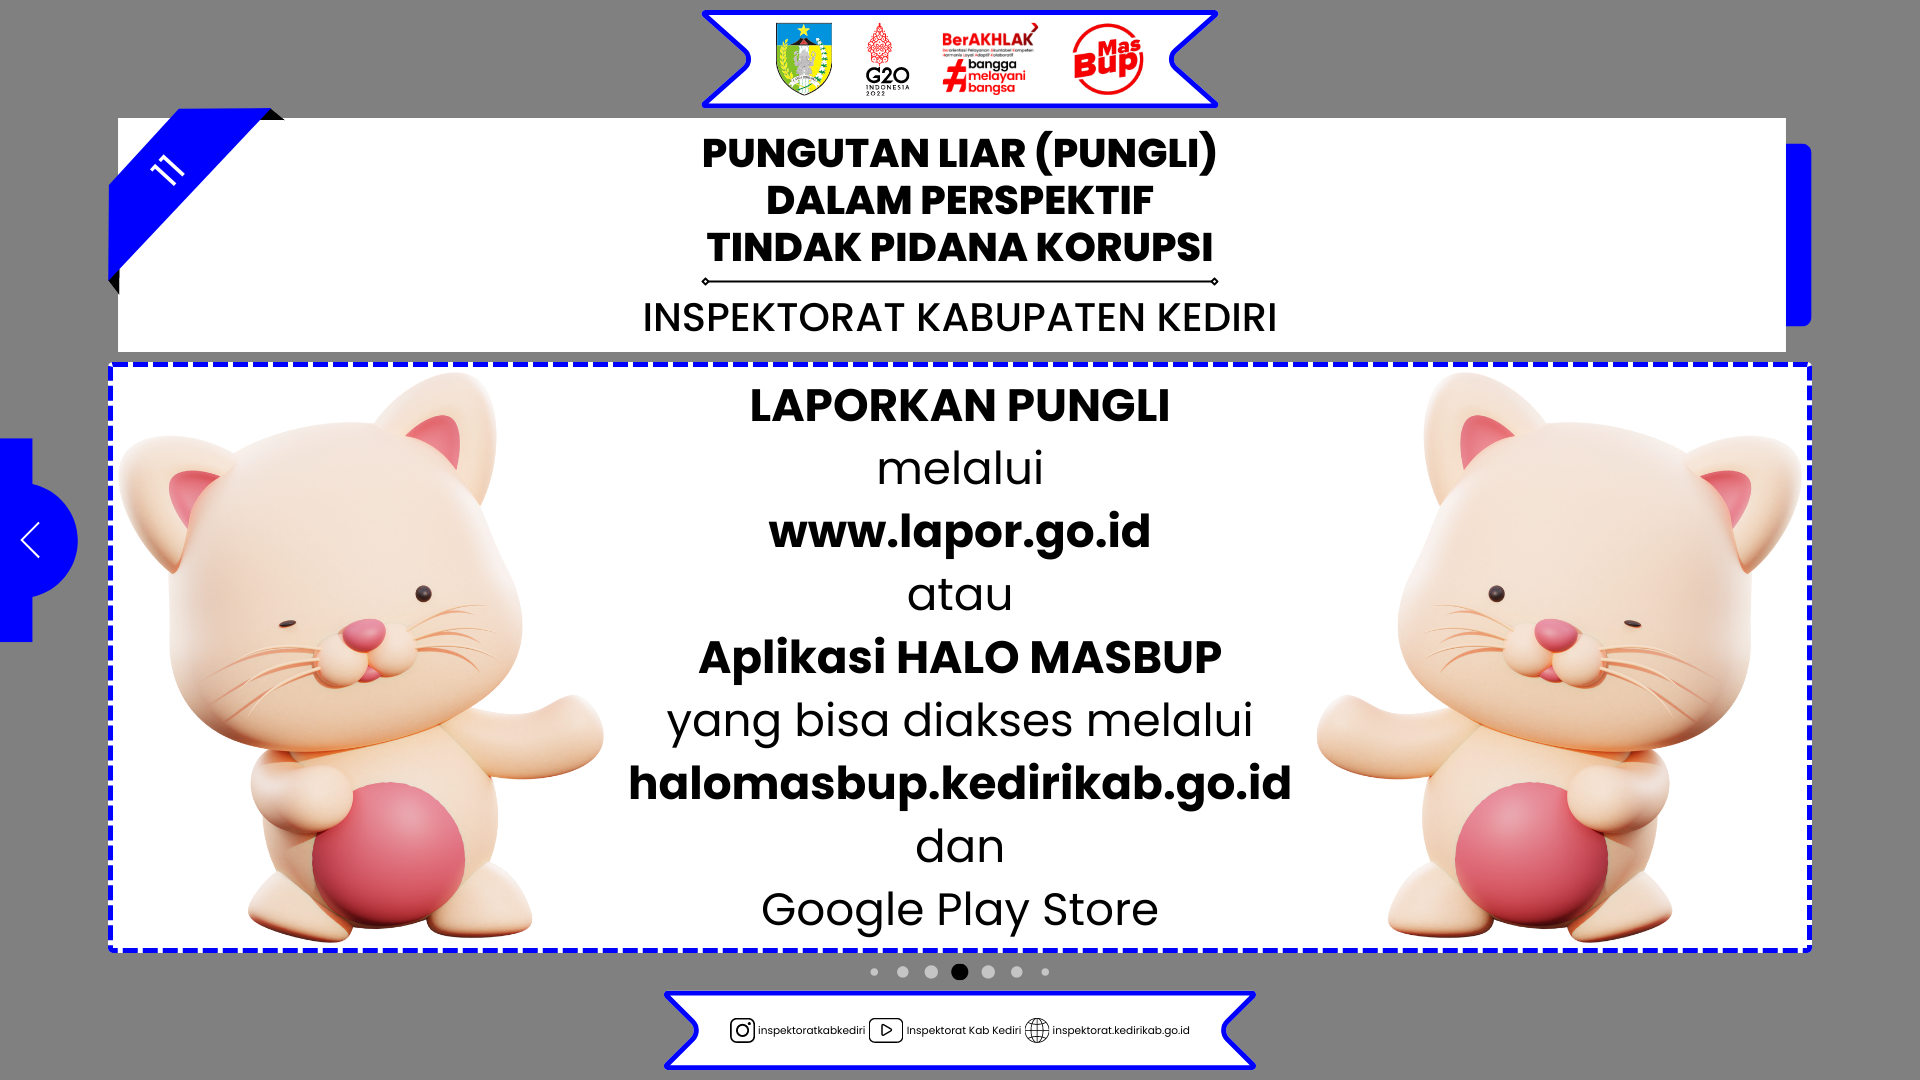 G20
INDONESIA
2022
BerAKHLAK
#bangga
melayani
bangsa
Mas
Bup
11
PUNGUTAN LIAR (PUNGLI)
DALAM PERSPEKTIF
TINDAK PIDANA KORUPSI
INSPEKTORAT KABUPATEN KEDIRI
LAPORKAN PUNGLI
melalui
www.lapor.go.id
atau
Aplikasi HALO MASBUP
yang bisa diakses melalui
halomasbup.kedirikab.go.id
dan
Google Play Store
inspektoratkabkediri Inspektorat Kab Kediri inspektorat.kedirikab.go.id